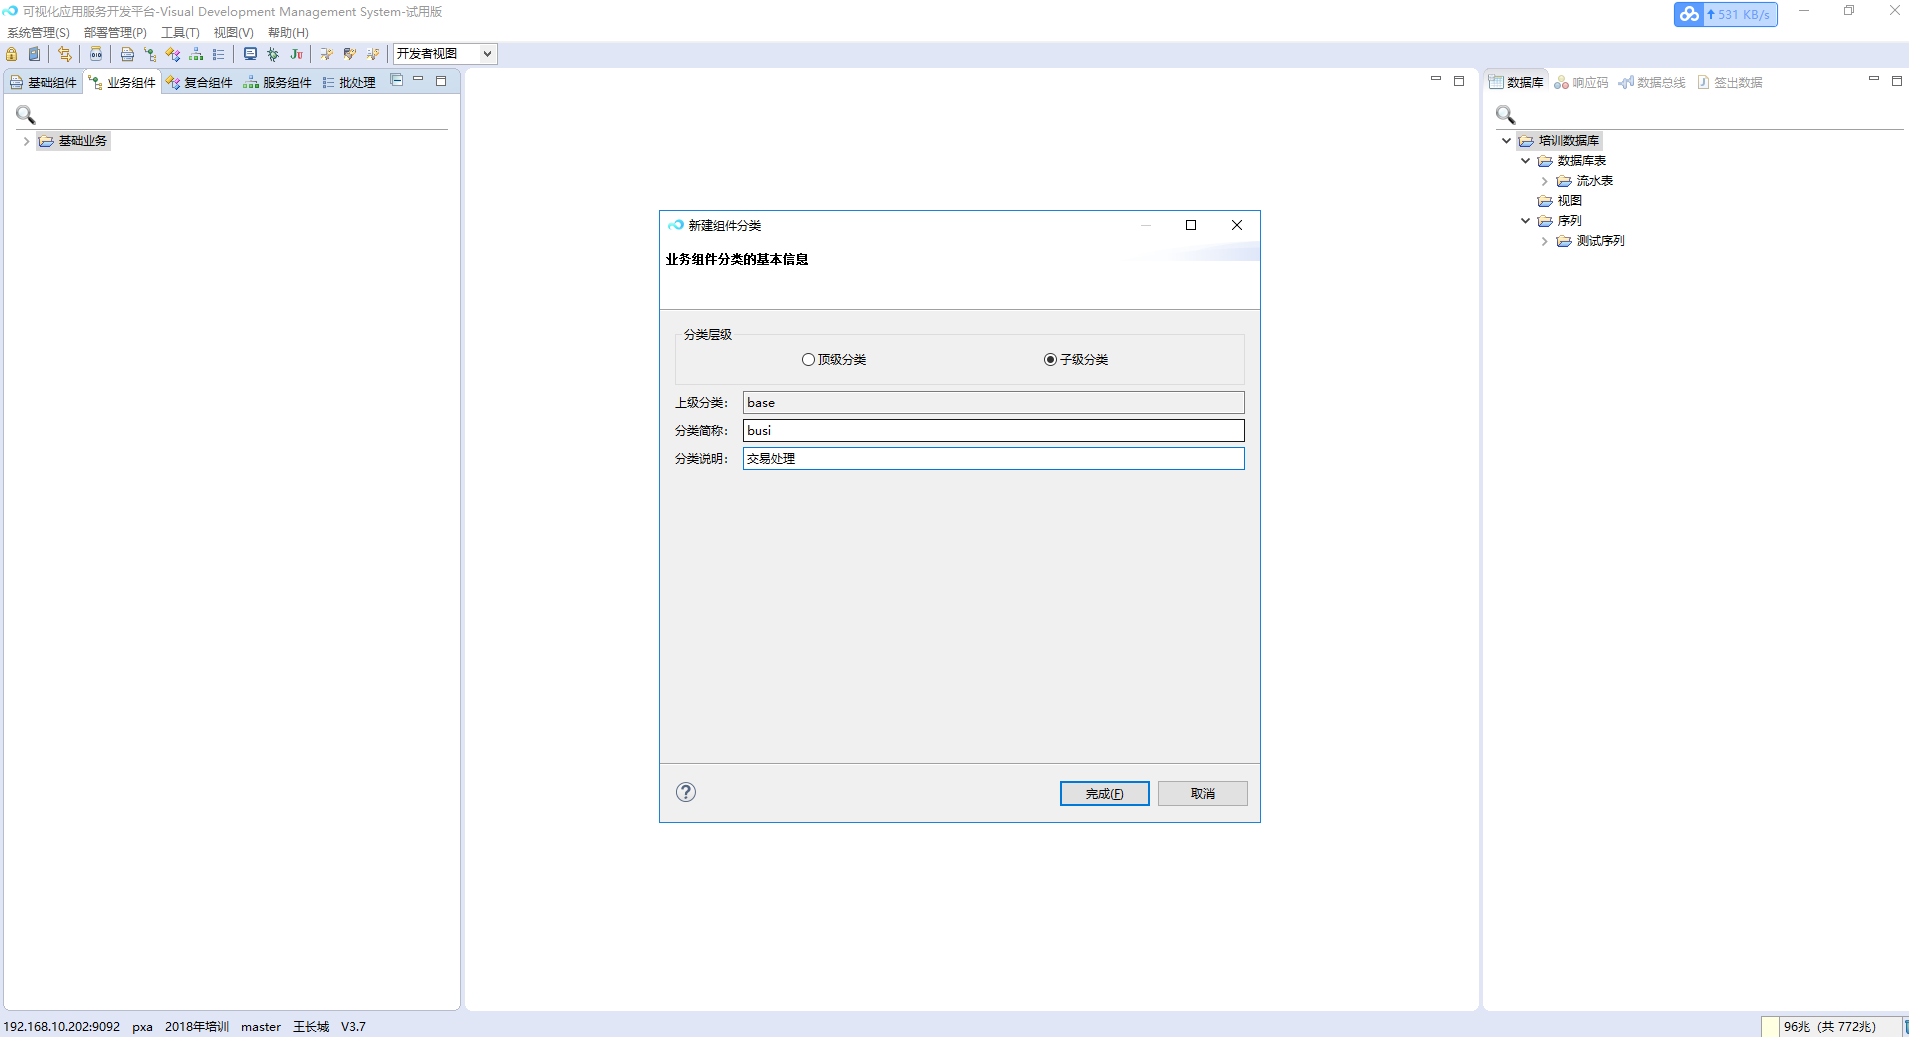 可视化应用服务开发平台-Visual Development Management System-试用版
531 KB/s
系统管理(S) 部署管理(P) 工具(T) 视图(V) 帮助(H)
010 Ju 开发者视图
基础组件 业务组件 复合组件 服务组件 批处理
基础业务
新建组件分类
业务组件分类的基本信息
分类层级
顶级分类 子级分类
上级分类： base
分类简称： busi
分类说明： 交易处理
? 完成(F) 取消
数据库 响应码 数据总线 签出数据
培训数据库
数据库表
流水表
视图
序列
测试序列
192.168.10.202:9092 pxa 2018年培训 master 王长城 V3.7
96兆（共 772兆）